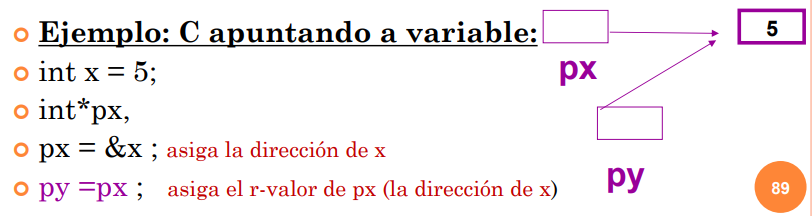 Ejemplo: C apuntando a variable:
5
int x = 5;
px
int*px,
px = &x ; asiga la dirección de x
py =px ; asiga el r-valor de px (la dirección de x)
py
89